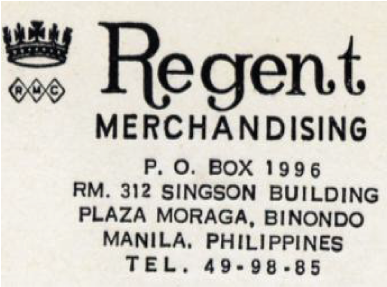 Regent
RMC
MERCHANDISING
P. O. BOX 1996
RM. 312 SINGSON BUILDING
PLAZA MORAGA, BINONDO
MANILA, PHILIPPINES
TEL. 49-98-85